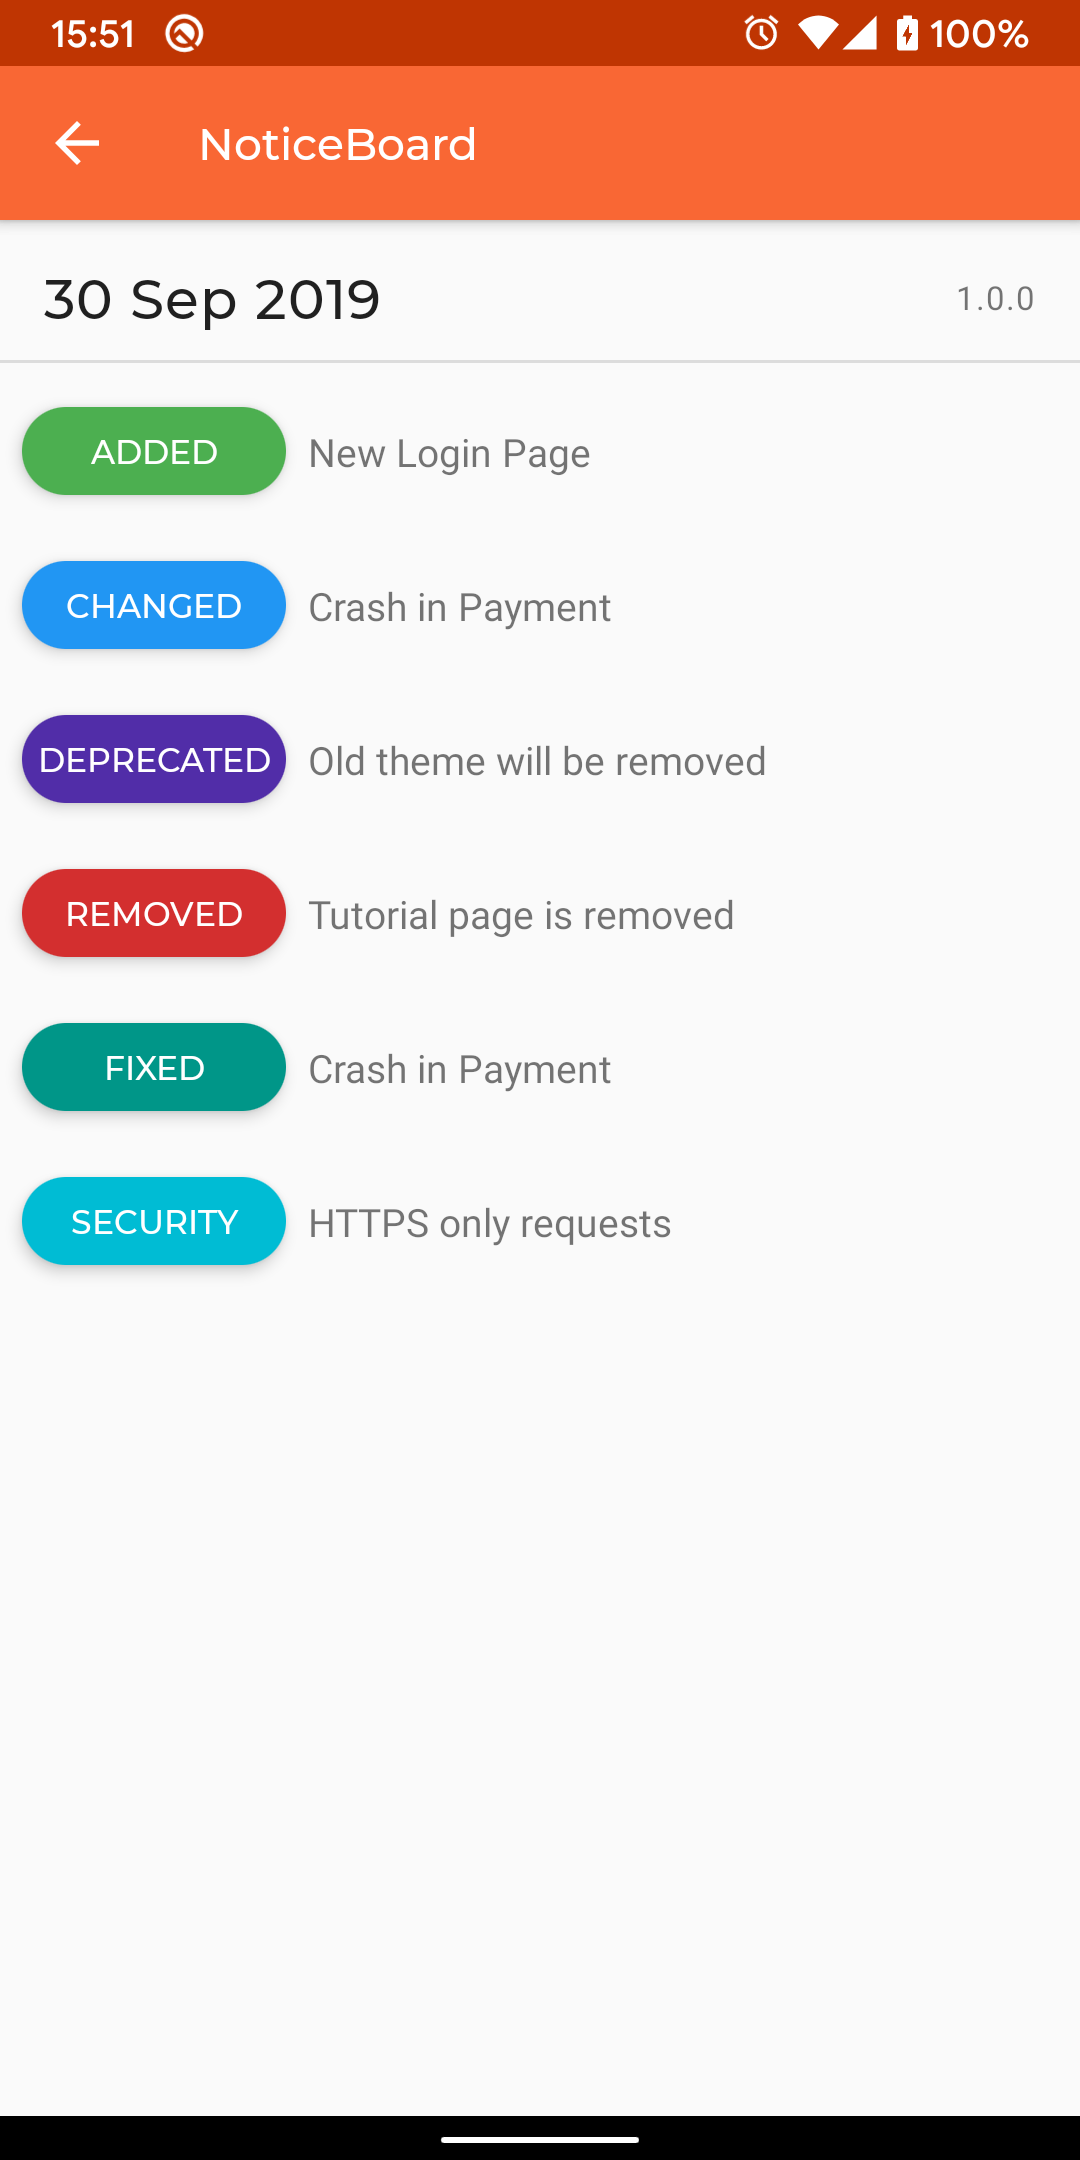 15:51 100%
NoticeBoard
30 Sep 2019 1.0.0
ADDED New Login Page
CHANGED Crash in Payment
DEPRECATED Old theme will be removed
REMOVED Tutorial page is removed
FIXED Crash in Payment
SECURITY HTTPS only requests